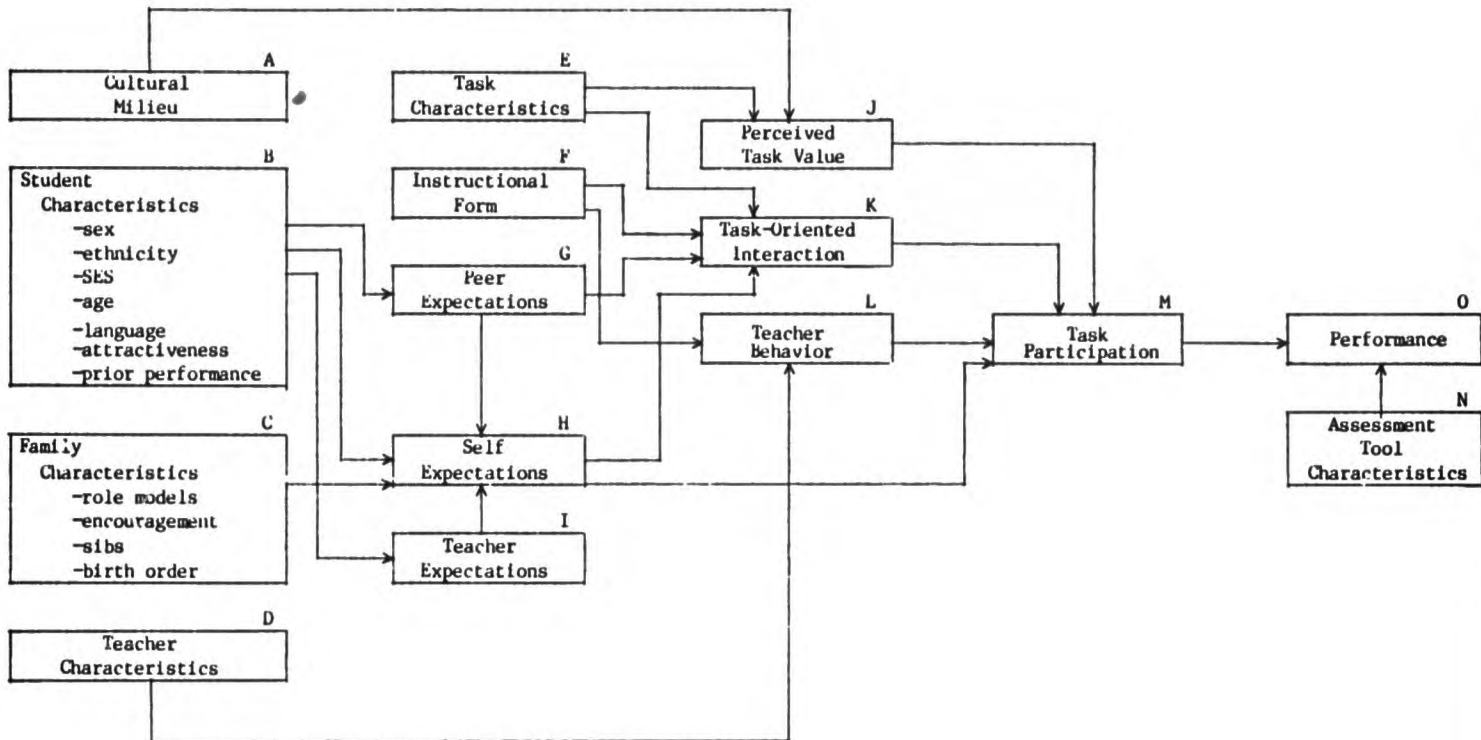 A
Cultural
Milieu
B
Student
Characteristics
-sex
-ethnicity
-SES
-age
-language
-attractiveness
-prior performance
C
Family
Characteristics
-role models
-encouragement
-sibs
-birth order
D
Teacher
Characteristics
E
Task
Characteristics
F
Instructional
Form
G
Peer
Expectations
H
Self
Expectations
I
Teacher
Expectations
J
Perceived
Task Value
K
Task-Oriented
Interaction
L
Teacher
Behavior
M
Task
Participation
O
Performance
N
Assessment
Tool
Characteristics